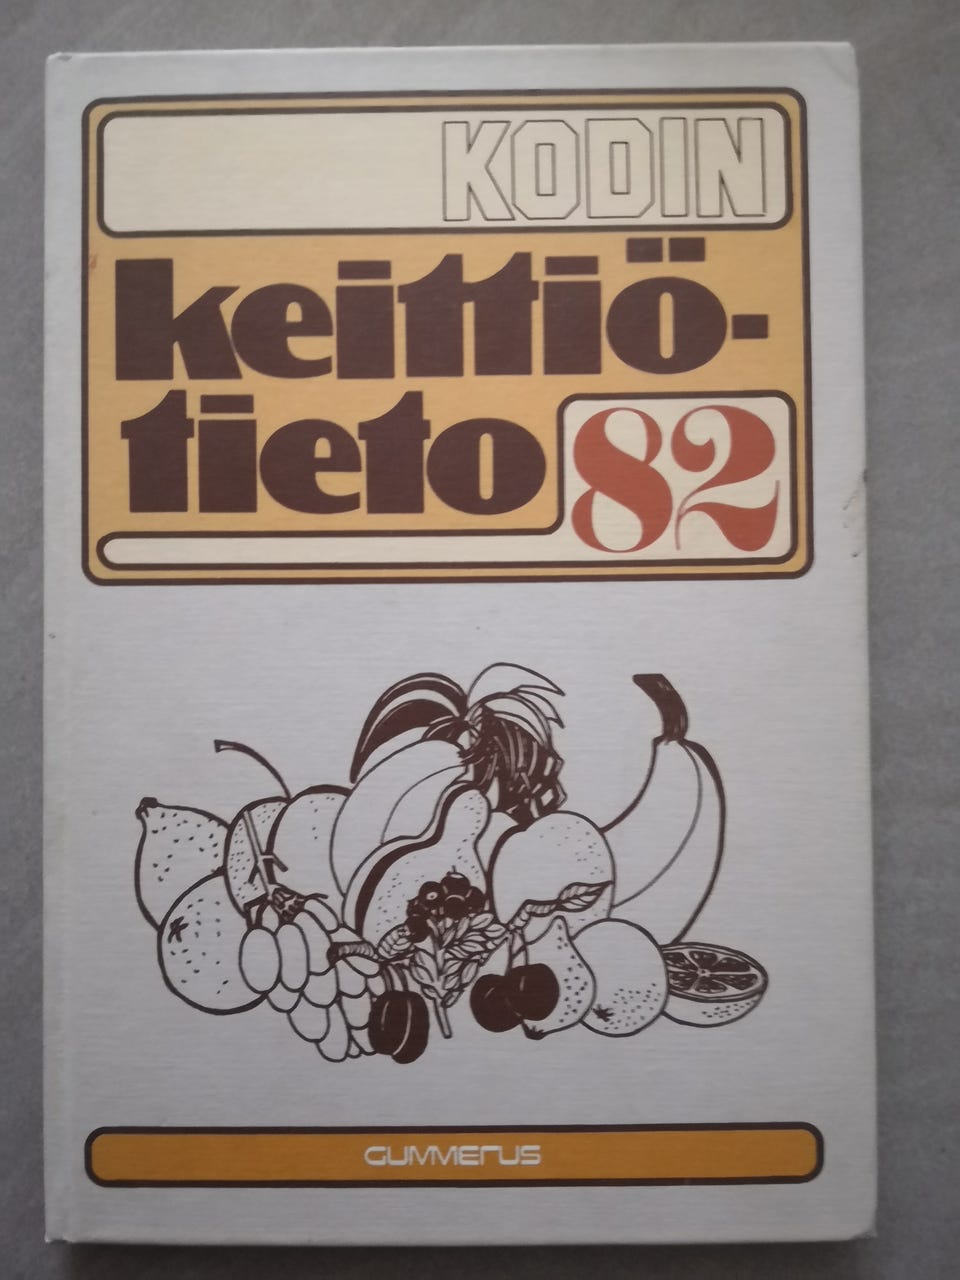 KODIN
keittiö-
tieto 82
GUMMERUS